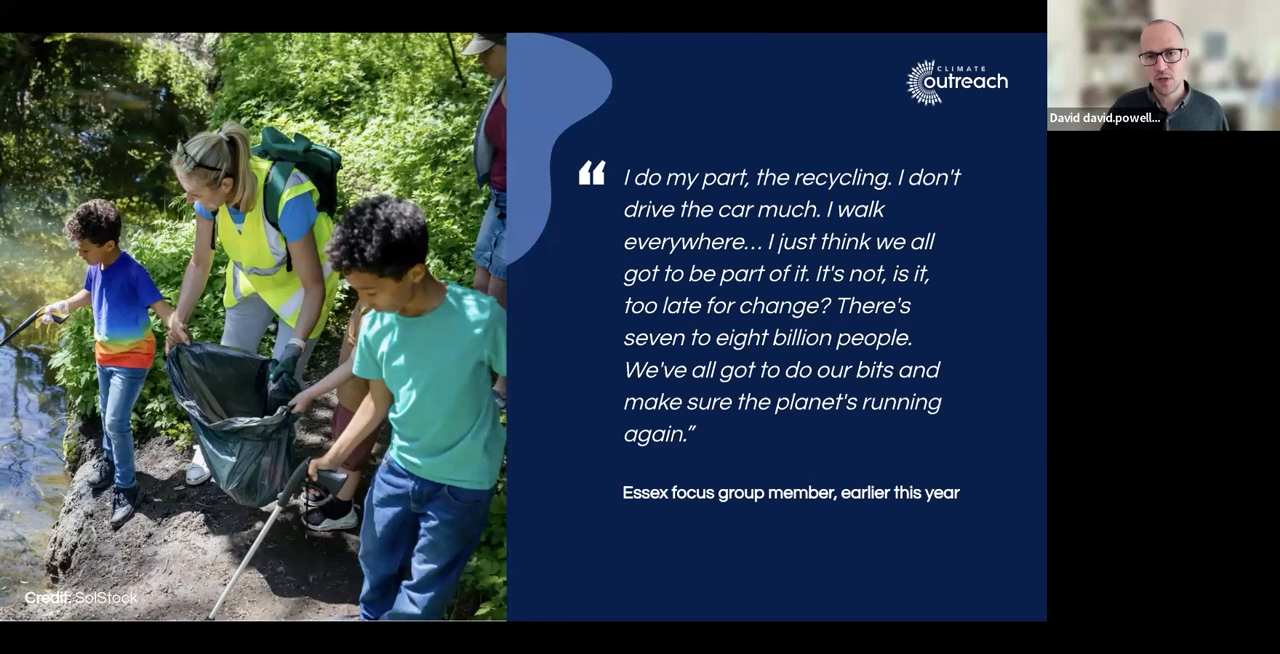 CLIMATE
outreach
David david.powell...
“ I do my part, the recycling. I don't
drive the car much. I walk
everywhere... I just think we all
got to be part of it. It's not, is it,
too late for change? There's
seven to eight billion people.
We've all got to do our bits and
make sure the planet's running
again.”
Essex focus group member, earlier this year
Credit: SolStock